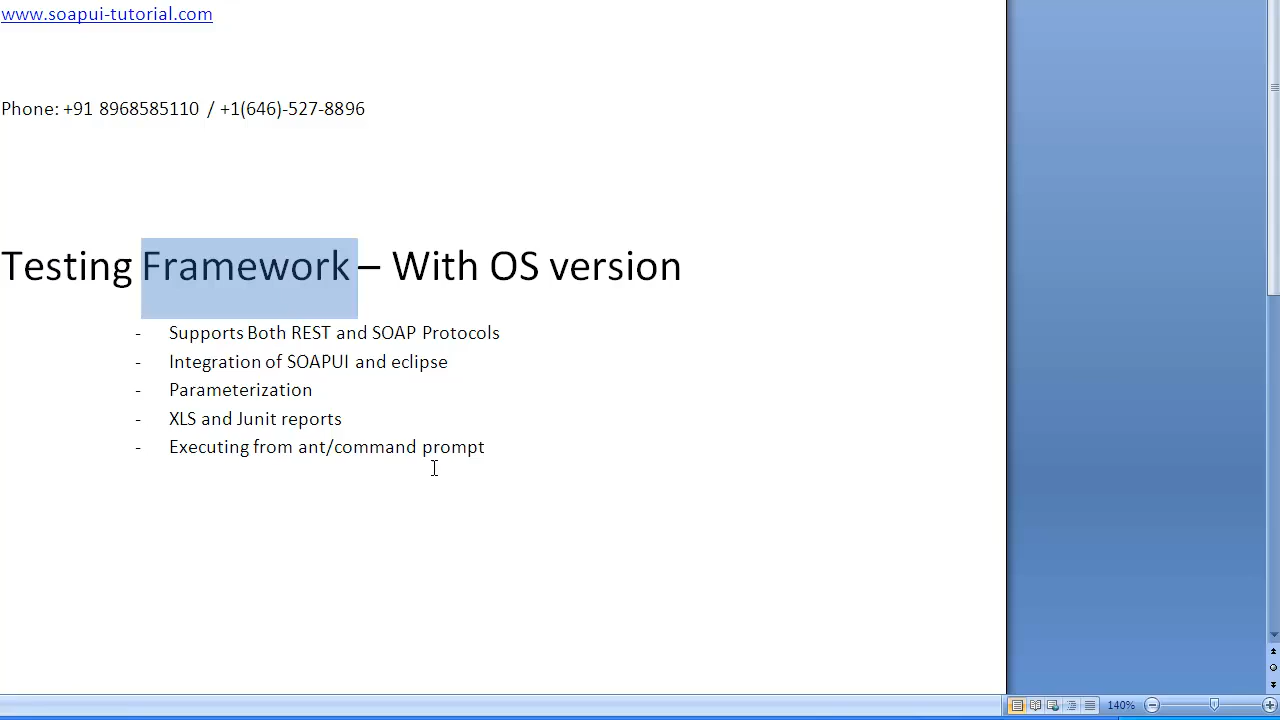 www.soapui-tutorial.com
Phone: +91 8968585110 / +1(646)-527-8896
Testing Framework – With OS version
- Supports Both REST and SOAP Protocols
- Integration of SOAPUI and eclipse
- Parameterization
- XLS and Junit reports
- Executing from ant/command prompt
140%